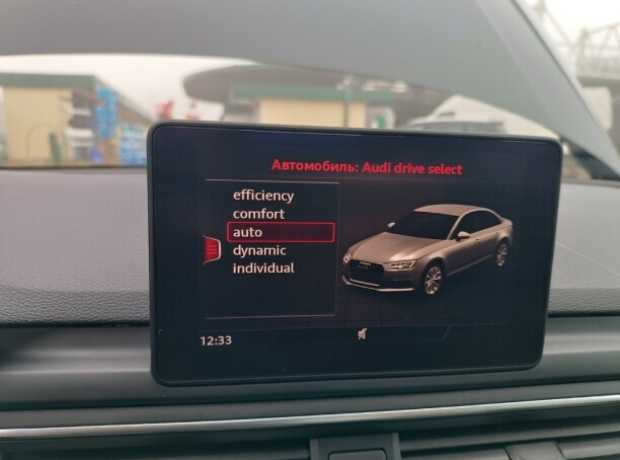 Автомобиль: Audi drive select
efficiency
comfort
auto
dynamic
individual
12:33